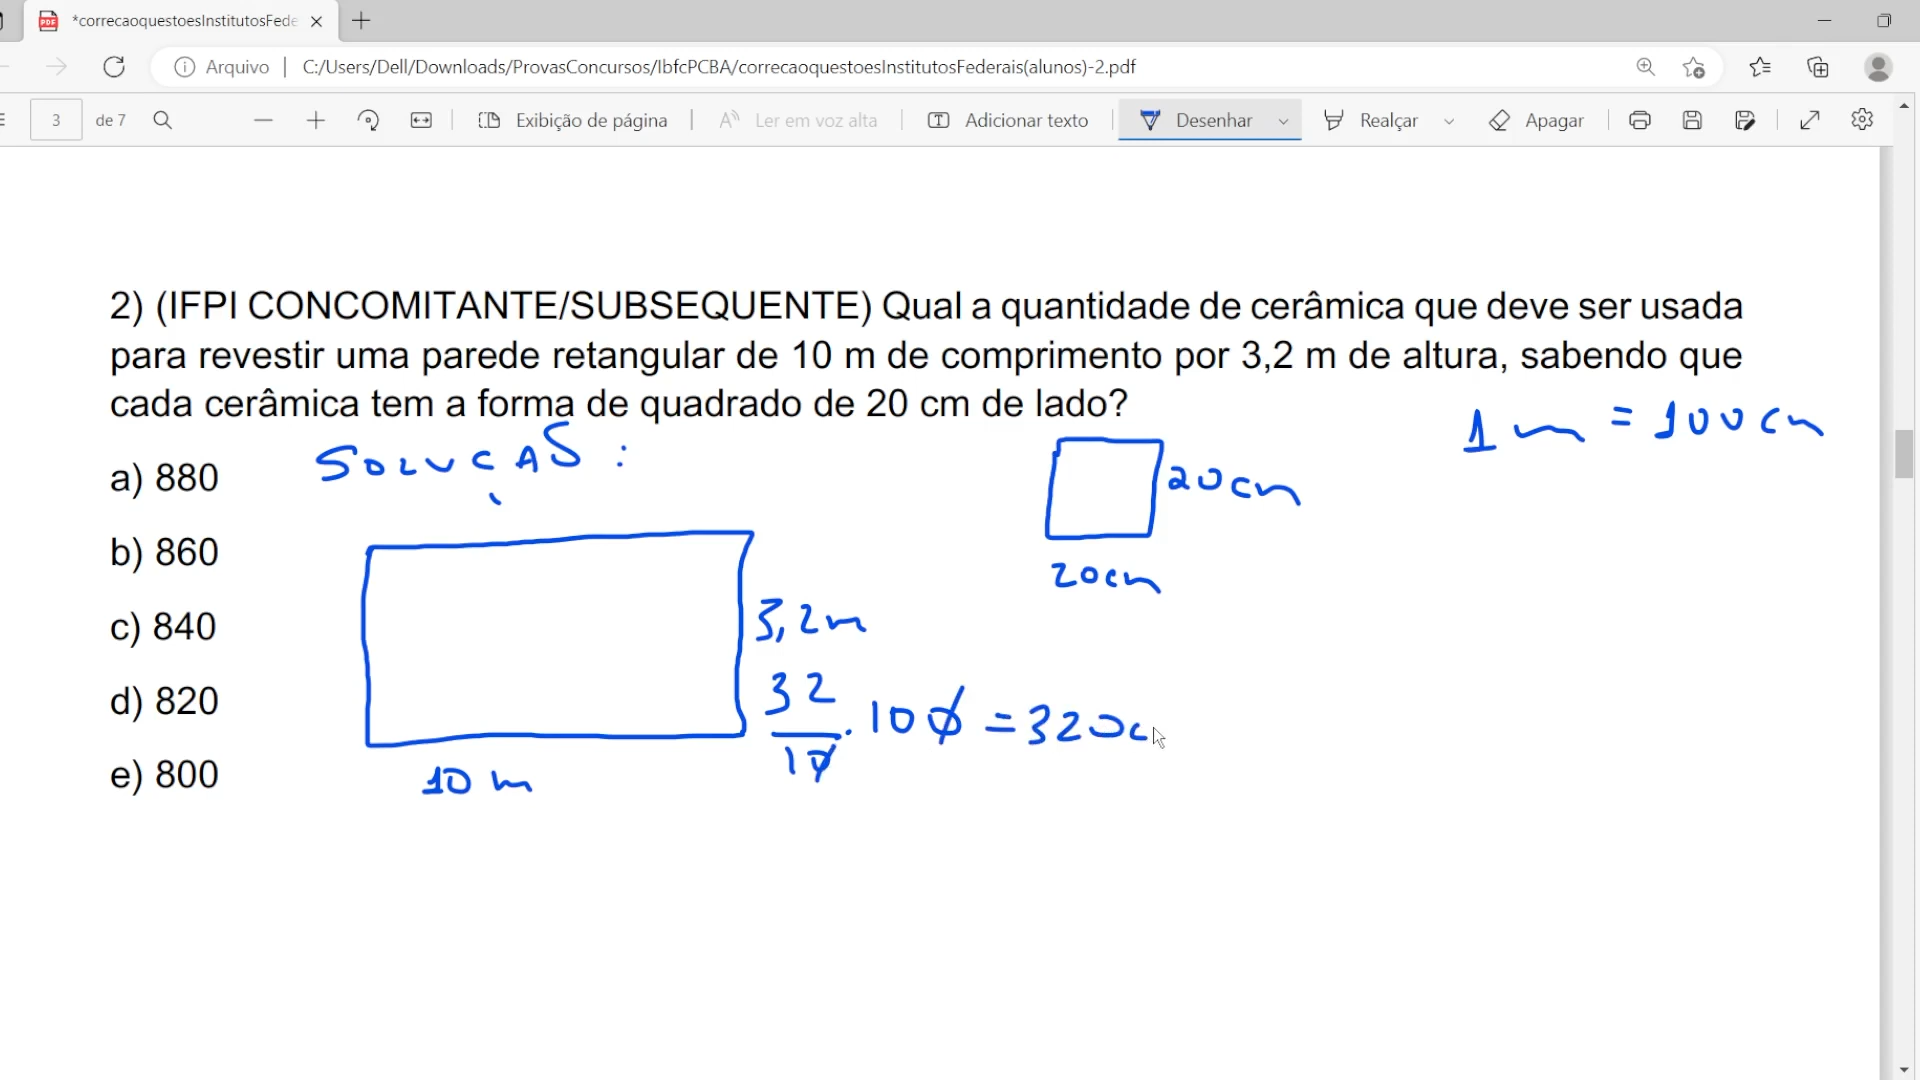 *correcaoquestoesInstitutosFede
Arquivo | C:/Users/Dell/Downloads/ProvasConcursos/IbfcPCBA/correcaoquestoesInstitutosFederais(alunos)-2.pdf
3 de 7 Exibição de página Ler em voz alta Adicionar texto Desenhar Realçar Apagar
2) (IFPI CONCOMITANTE/SUBSEQUENTE) Qual a quantidade de cerâmica que deve ser usada
para revestir uma parede retangular de 10 m de comprimento por 3,2 m de altura, sabendo que
cada cerâmica tem a forma de quadrado de 20 cm de lado?
1 m = 100 cm
SOLUÇÃO :
a) 880
20cm
b) 860
20cm
c) 840
3,2m
d) 820
32/10 . 100 = 320c
e) 800
10 m